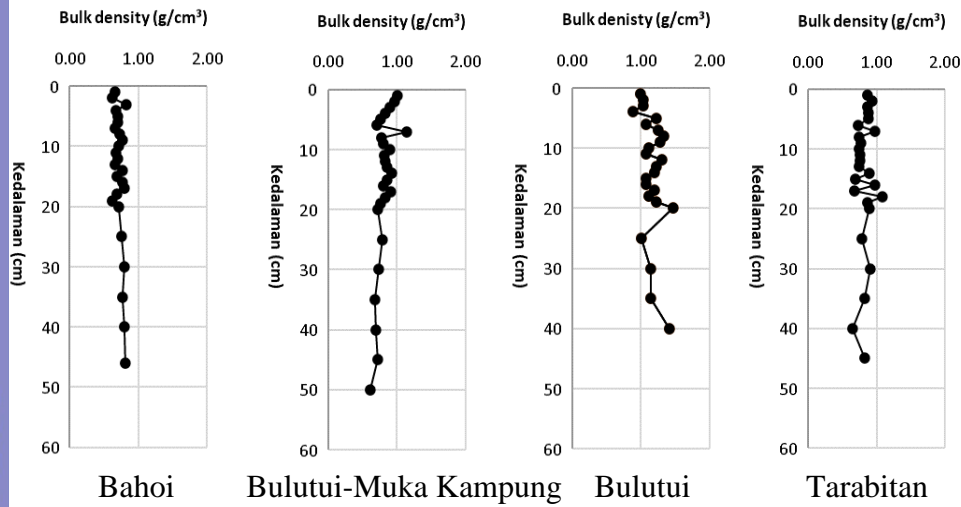 Bulk density (g/cm³)
0.00 1.00 2.00
0
10
20
30
40
50
60
Kedalaman (cm)
Bahoi
Bulk density (g/cm³)
0.00 1.00 2.00
0
10
20
30
40
50
60
Kedalaman (cm)
Bulutui-Muka Kampung
Bulk denisty (g/cm³)
0.00 1.00 2.00
0
10
20
30
40
50
60
Kedalaman (cm)
Bulutui
Bulk density (g/cm³)
0.00 1.00 2.00
0
10
20
30
40
50
60
Kedalaman (cm)
Tarabitan